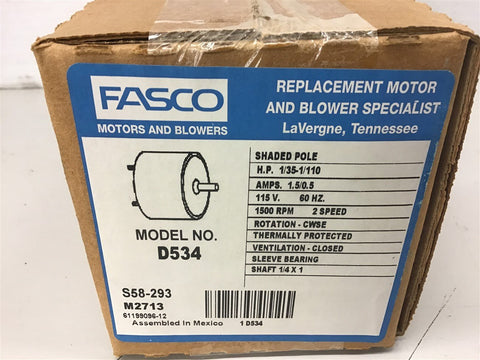 FASCO
MOTORS AND BLOWERS
REPLACEMENT MOTOR
AND BLOWER SPECIALIST
LaVergne, Tennessee
SHADED POLE
H.P. 1/35-1/110
AMPS. 1.5/0.5
115 V. 60 HZ.
1500 RPM 2 SPEED
ROTATION - CWSE
THERMALLY PROTECTED
VENTILATION - CLOSED
SLEEVE BEARING
SHAFT 1/4 X 1
MODEL NO.
D534
S58-293
M2713
61199096-12
Assembled In Mexico 1 D534